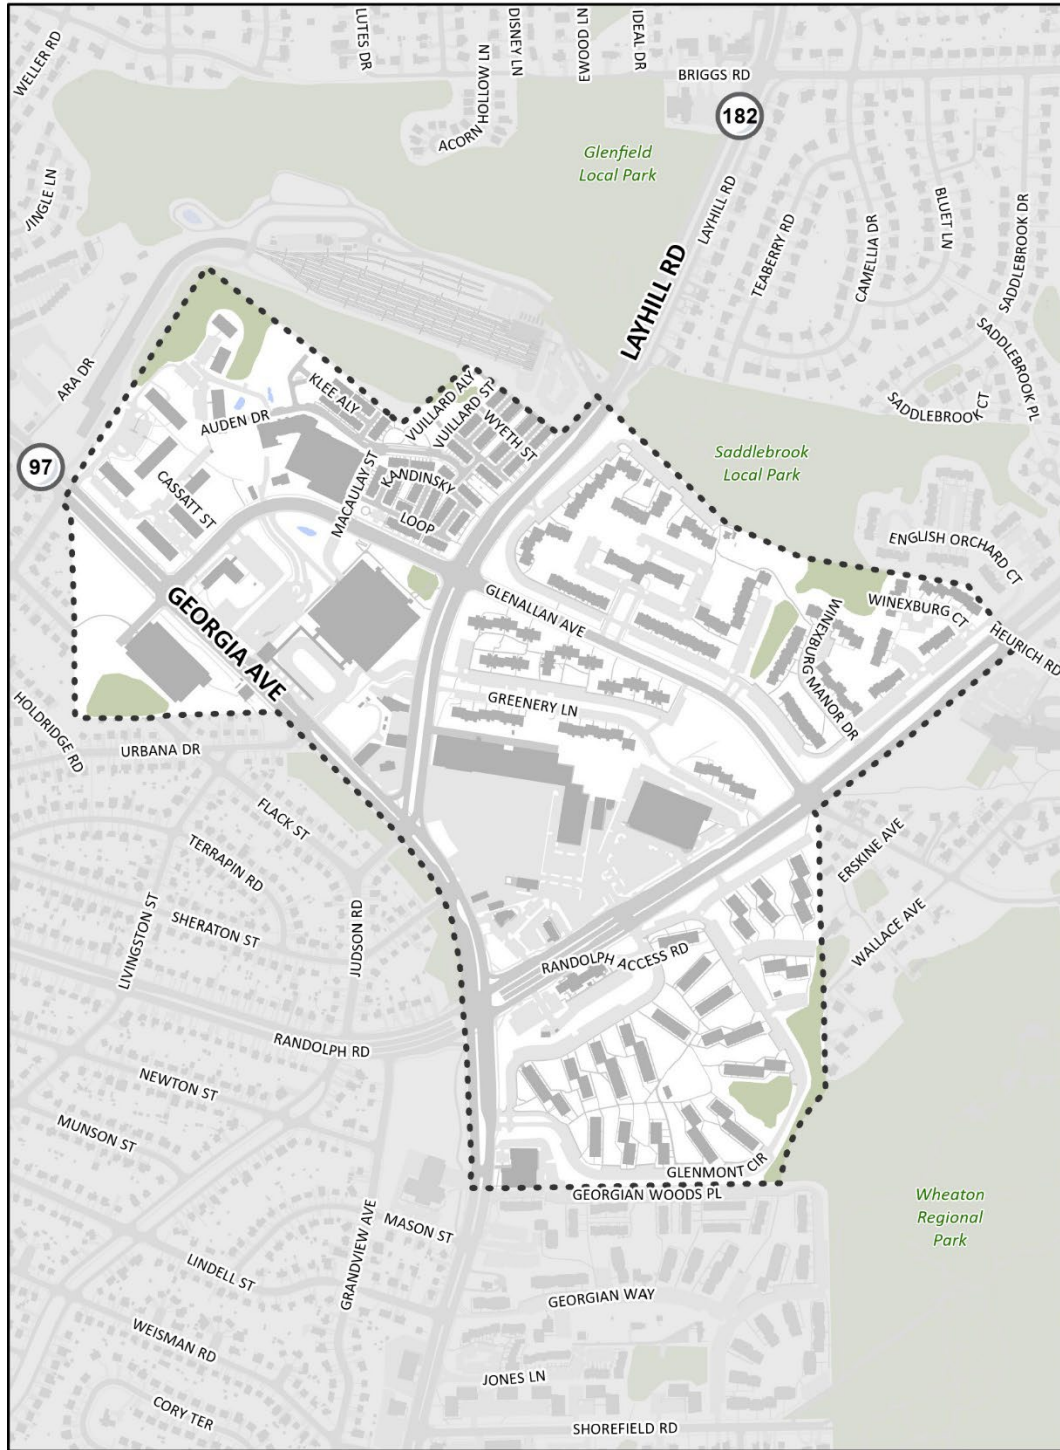 WELLER RD
LUTES DR
DISNEY LN
EWOOD LN
IDEAL DR
BRIGGS RD
182
ACORN HOLLOW LN
Glenfield
Local Park
JINGLE LN
LAYHILL RD
LAYHILL RD
TEABERRY RD
CAMELLIA DR
BLUET LN
SADDLEBROOK DR
SADDLEBROOK PL
SADDLEBROOK CT
ARA DR
KLEE ALY
VUILLARD ALY
VUILLARD ST
WYETH ST
AUDEN DR
97
CASSATT ST
MACAULAY ST
KANDINSKY
LOOP
Saddlebrook
Local Park
ENGLISH ORCHARD CT
GLENALLAN AVE
WINEXBURG CT
WINEXBURG MANOR DR
HEURICH RD
GEORGIA AVE
GREENERY LN
HOLDRIDGE RD
URBANA DR
FLACK ST
TERRAPIN RD
ERSKINE AVE
LIVINGSTON ST
SHERATON ST
JUDSON RD
WALLACE AVE
RANDOLPH ACCESS RD
RANDOLPH RD
NEWTON ST
MUNSON ST
GLENMONT CIR
GEORGIAN WOODS PL
Wheaton
Regional
Park
MASON ST
GRANDVIEW AVE
LINDELL ST
GEORGIAN WAY
WEISMAN RD
JONES LN
CORY TER
SHOREFIELD RD